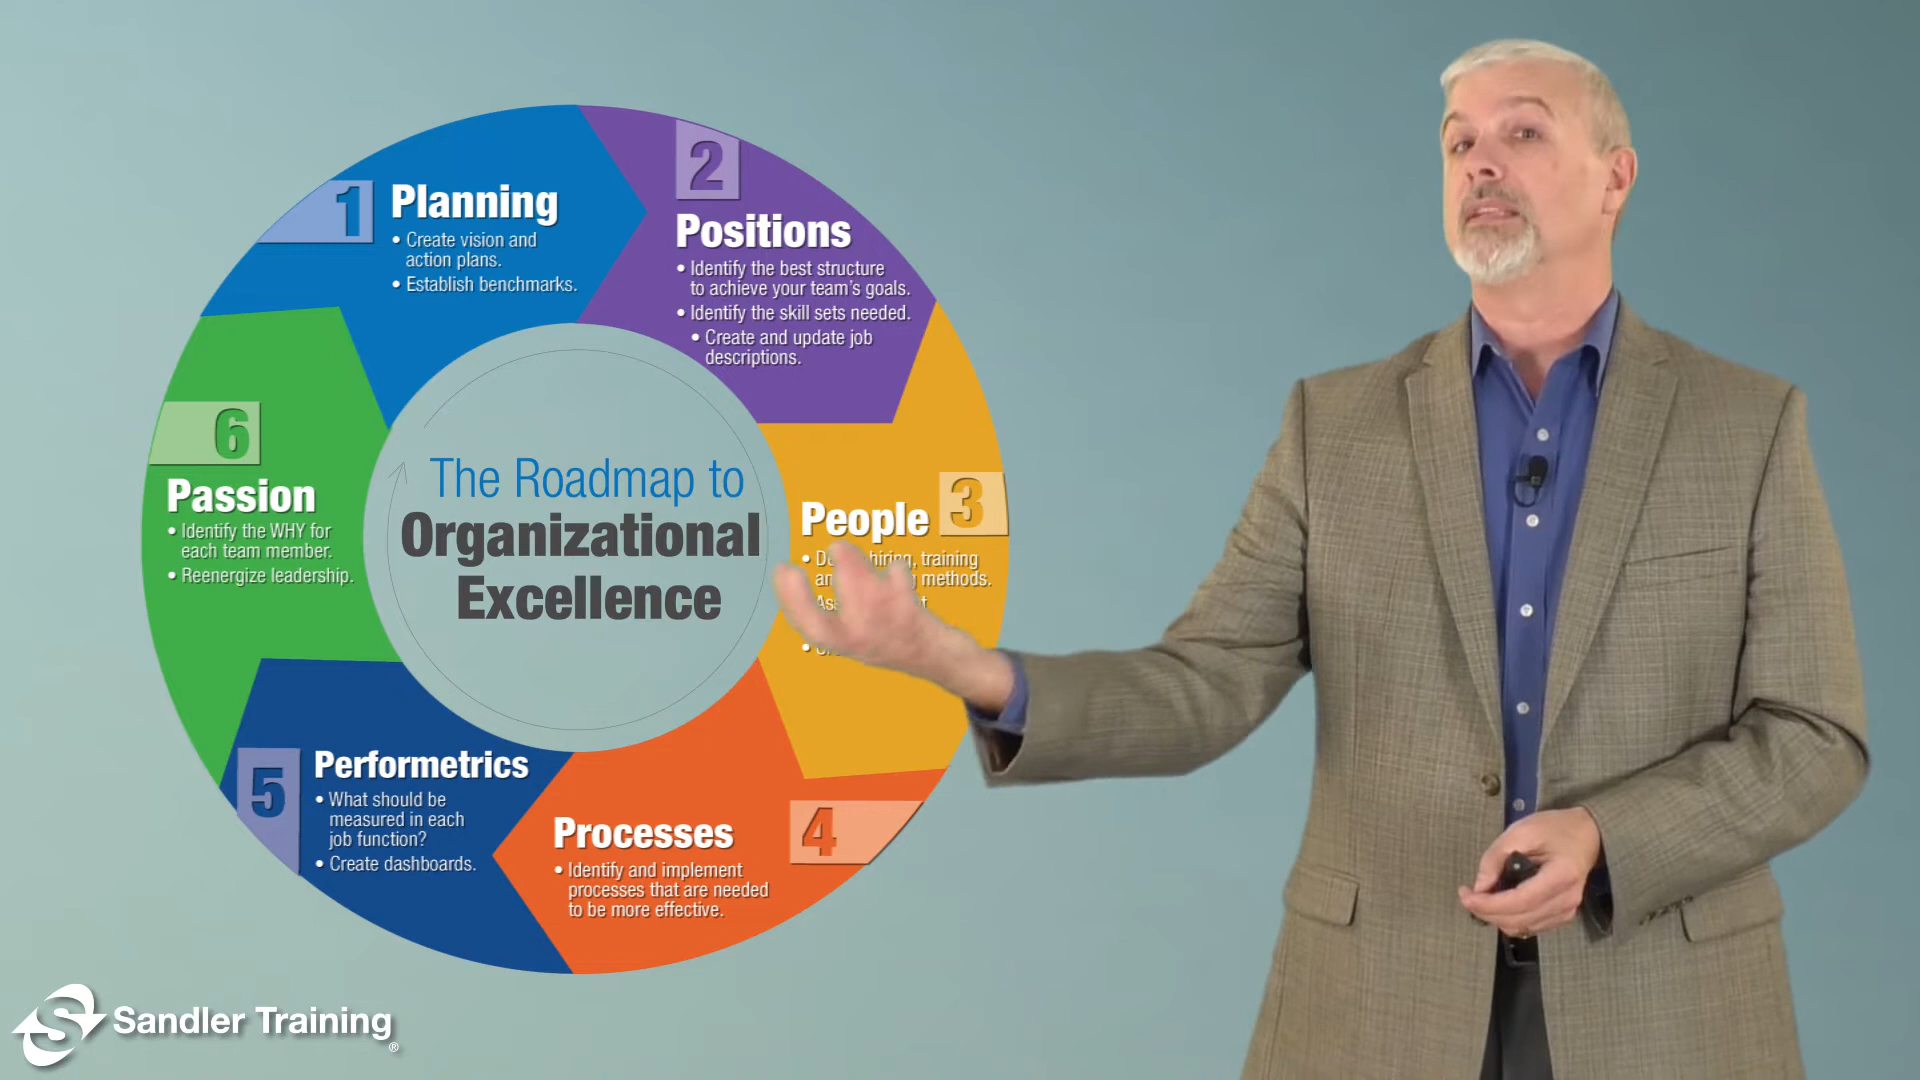 1
Planning
• Create vision and
action plans.
• Establish benchmarks.
2
Positions
• Identify the best structure
to achieve your team's goals.
• Identify the skill sets needed.
• Create and update job
descriptions.
3
People
• hiring, training
methods.
•
4
Processes
• Identify and implement
processes that are needed
to be more effective.
5
Performetrics
• What should be
measured in each
job function?
• Create dashboards.
6
Passion
• Identify the WHY for
each team member.
• Reenergize leadership.
The Roadmap to
Organizational
Excellence
Sandler Training®